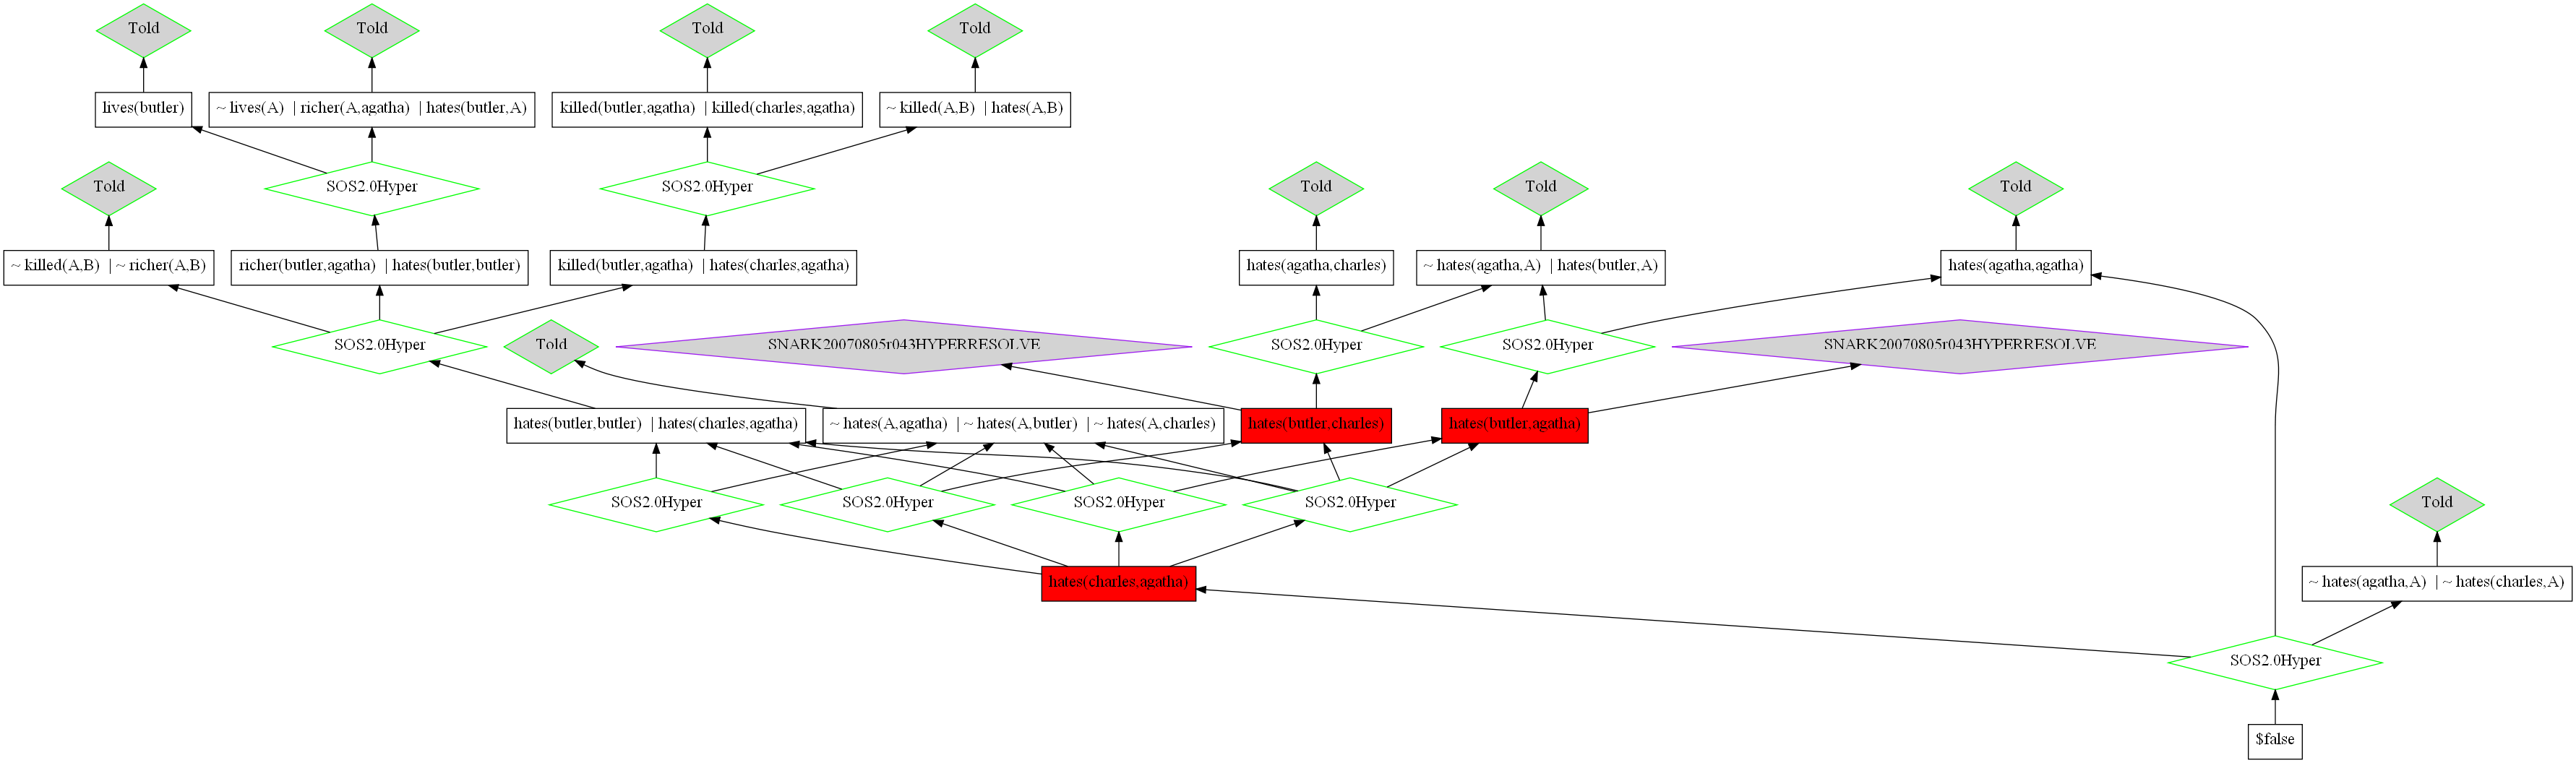 Told
Told
Told
Told
lives(butler)
~ lives(A) | richer(A,agatha) | hates(butler,A)
killed(butler,agatha) | killed(charles,agatha)
~ killed(A,B) | hates(A,B)
Told
SOS2.0Hyper
SOS2.0Hyper
Told
Told
Told
~ killed(A,B) | ~ richer(A,B)
richer(butler,agatha) | hates(butler,butler)
killed(butler,agatha) | hates(charles,agatha)
hates(agatha,charles)
~ hates(agatha,A) | hates(butler,A)
hates(agatha,agatha)
SOS2.0Hyper
Told
SNARK20070805r043HYPERRESOLVE
SOS2.0Hyper
SOS2.0Hyper
SNARK20070805r043HYPERRESOLVE
hates(butler,butler) | hates(charles,agatha)
~ hates(A,agatha) | ~ hates(A,butler) | ~ hates(A,charles)
hates(butler,charles)
hates(butler,agatha)
SOS2.0Hyper
SOS2.0Hyper
SOS2.0Hyper
SOS2.0Hyper
Told
hates(charles,agatha)
~ hates(agatha,A) | ~ hates(charles,A)
SOS2.0Hyper
$false